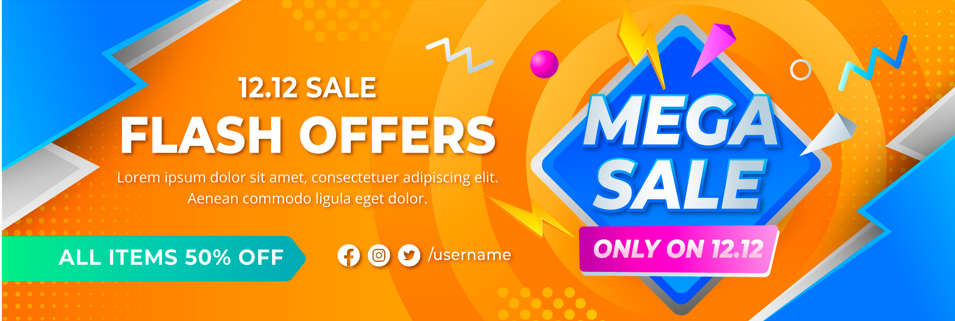 12.12 SALE
FLASH OFFERS
Lorem ipsum dolor sit amet, consectetuer adipiscing elit.
Aenean commodo ligula eget dolor.
ALL ITEMS 50% OFF
/username
MEGA
SALE
ONLY ON 12.12